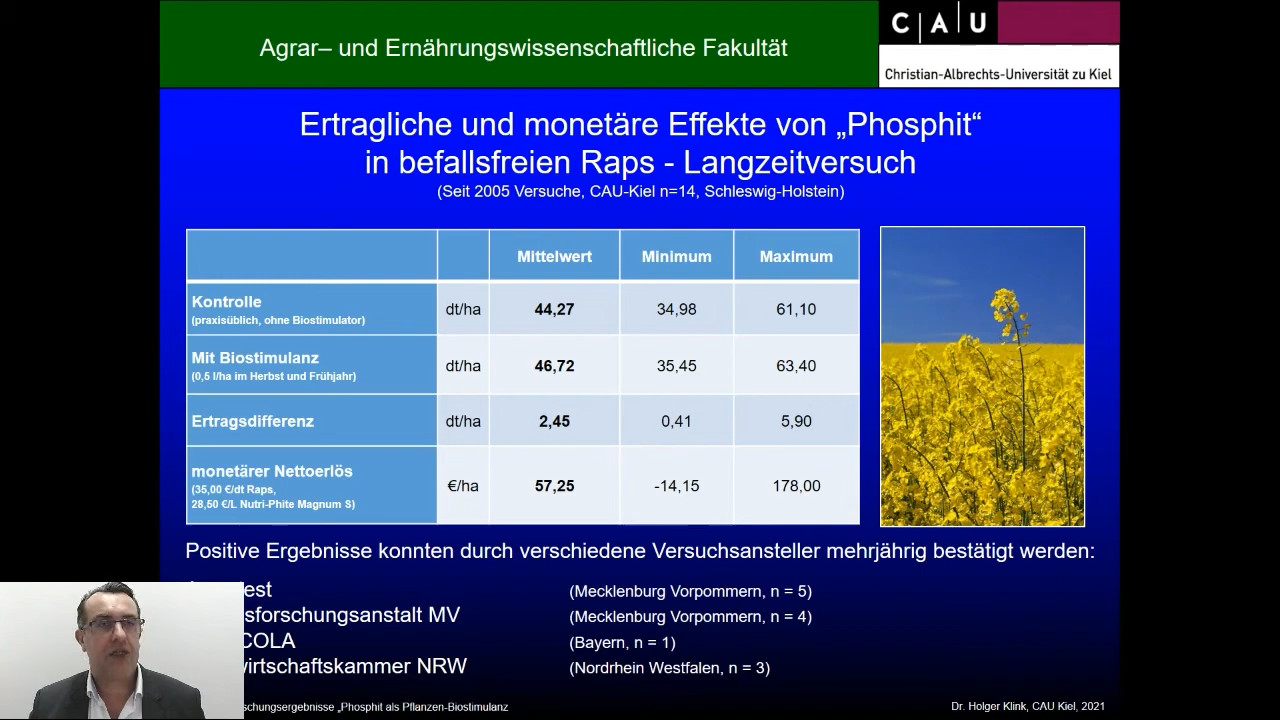 Agrar– und Ernährungswissenschaftliche Fakultät
C A U
Christian-Albrechts-Universität zu Kiel
Ertragliche und monetäre Effekte von „Phosphit“
in befallsfreien Raps - Langzeitversuch
(Seit 2005 Versuche, CAU-Kiel n=14, Schleswig-Holstein)
Mittelwert Minimum Maximum
Kontrolle
(praxisüblich, ohne Biostimulator)
dt/ha 44,27 34,98 61,10
Mit Biostimulanz
(0,5 l/ha im Herbst und Frühjahr)
dt/ha 46,72 35,45 63,40
Ertragsdifferenz dt/ha 2,45 0,41 5,90
monetärer Nettoerlös
(35,00 €/dt Raps,
28,50 €/L Nutri-Phite Magnum S)
€/ha 57,25 -14,15 178,00
Positive Ergebnisse konnten durch verschiedene Versuchsansteller mehrjährig bestätigt werden:
est (Mecklenburg Vorpommern, n = 5)
sforschungsanstalt MV (Mecklenburg Vorpommern, n = 4)
COLA (Bayern, n = 1)
wirtschaftskammer NRW (Nordrhein Westfalen, n = 3)
schungsergebnisse „Phosphit als Pflanzen-Biostimulanz
Dr. Holger Klink, CAU Kiel, 2021